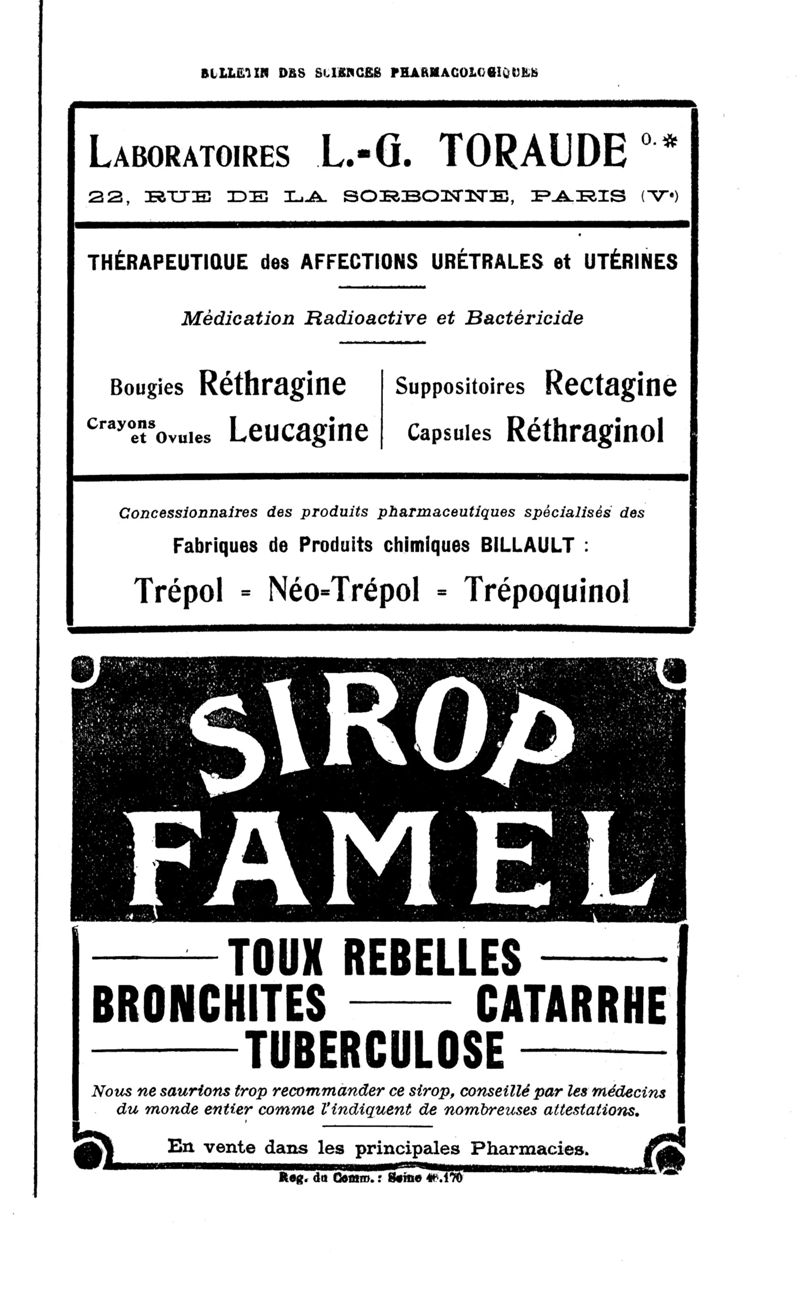 BULLETIN DES SCIENCES PHARMACOLOGIQUES
LABORATOIRES L.-G. TORAUDE O. ✻
22, RUE DE LA SORBONNE, PARIS (Vᵉ)
THÉRAPEUTIQUE des AFFECTIONS URÉTRALES et UTÉRINES
Médication Radioactive et Bactéricide
Bougies Réthragine
Crayons et Ovules Leucagine
Suppositoires Rectagine
Capsules Réthraginol
Concessionnaires des produits pharmaceutiques spécialisés des
Fabriques de Produits chimiques BILLAULT :
Trépol = Néo=Trépol = Trépoquinol
SIROP
FAMEL
TOUX REBELLES
BRONCHITES — CATARRHE
TUBERCULOSE
Nous ne saurions trop recommander ce sirop, conseillé par les médecins
du monde entier comme l'indiquent de nombreuses attestations.
En vente dans les principales Pharmacies.
Reg. du Comm. : Seine